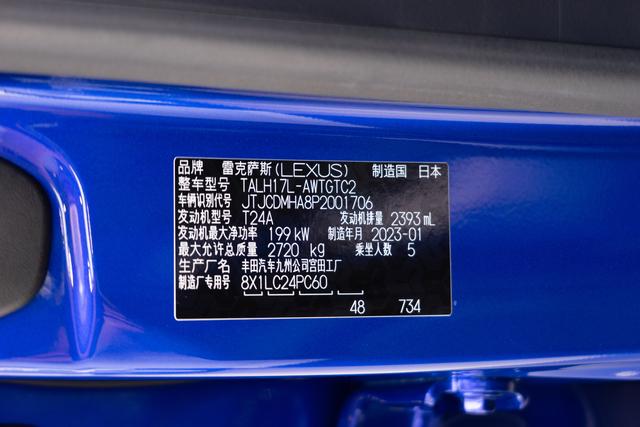 品牌 雷克萨斯(LEXUS) 制造国 日本
整车型号 TALH17L-AWTGTC2
车辆识别代号 JTJCDMHA8P2001706
发动机型号 T24A 发动机排量 2393 mL
发动机最大净功率 199 kW 制造年月 2023-01
最大允许总质量 2720 kg 乘坐人数 5
生产厂名 丰田汽车九州公司宫田工厂
制造厂专用号 8X1LC24PC60
48 734